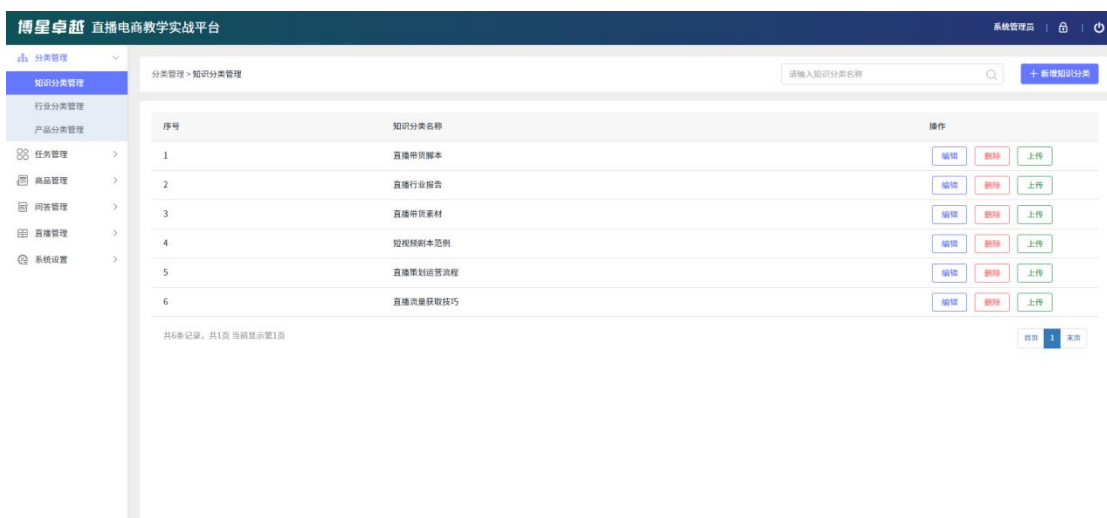 博星卓越 直播电商教学实战平台 系统管理员
分类管理
知识分类管理
行业分类管理
产品分类管理
任务管理
商品管理
问答管理
直播管理
系统设置
分类管理 > 知识分类管理 请输入知识分类名称 + 新增知识分类
序号 知识分类名称 操作
1 直播带货脚本 编辑 删除 上传
2 直播行业报告 编辑 删除 上传
3 直播带货素材 编辑 删除 上传
4 短视频剧本范例 编辑 删除 上传
5 直播策划运营流程 编辑 删除 上传
6 直播流量获取技巧 编辑 删除 上传
共6条记录，共1页 当前显示第1页 首页 1 末页